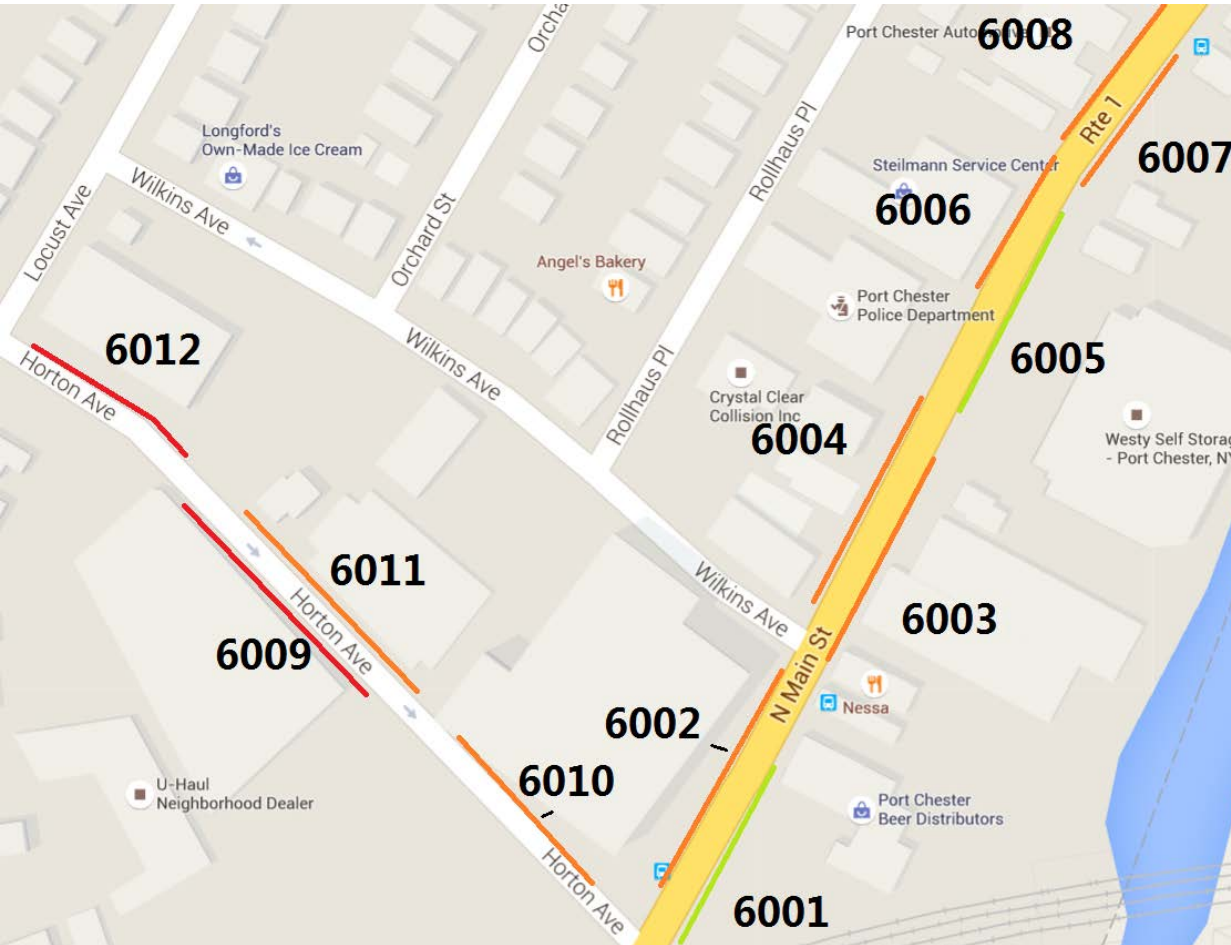 Orcha
Port Chester Auto
6008
Rte 1
Longford's
Own-Made Ice Cream
Rollhaus Pl
Steilmann Service Center
6007
Wilkins Ave
6006
Locust Ave
Orchard St
Angel's Bakery
Port Chester
Police Department
6012
Wilkins Ave
6005
Horton Ave
Rollhaus Pl
Crystal Clear
Collision Inc
6004
Westy Self Storag
- Port Chester, NY
6011
Wilkins Ave
Horton Ave
6003
6009
N Main St
Nessa
6002
6010
U-Haul
Neighborhood Dealer
Port Chester
Beer Distributors
Horton Ave
6001